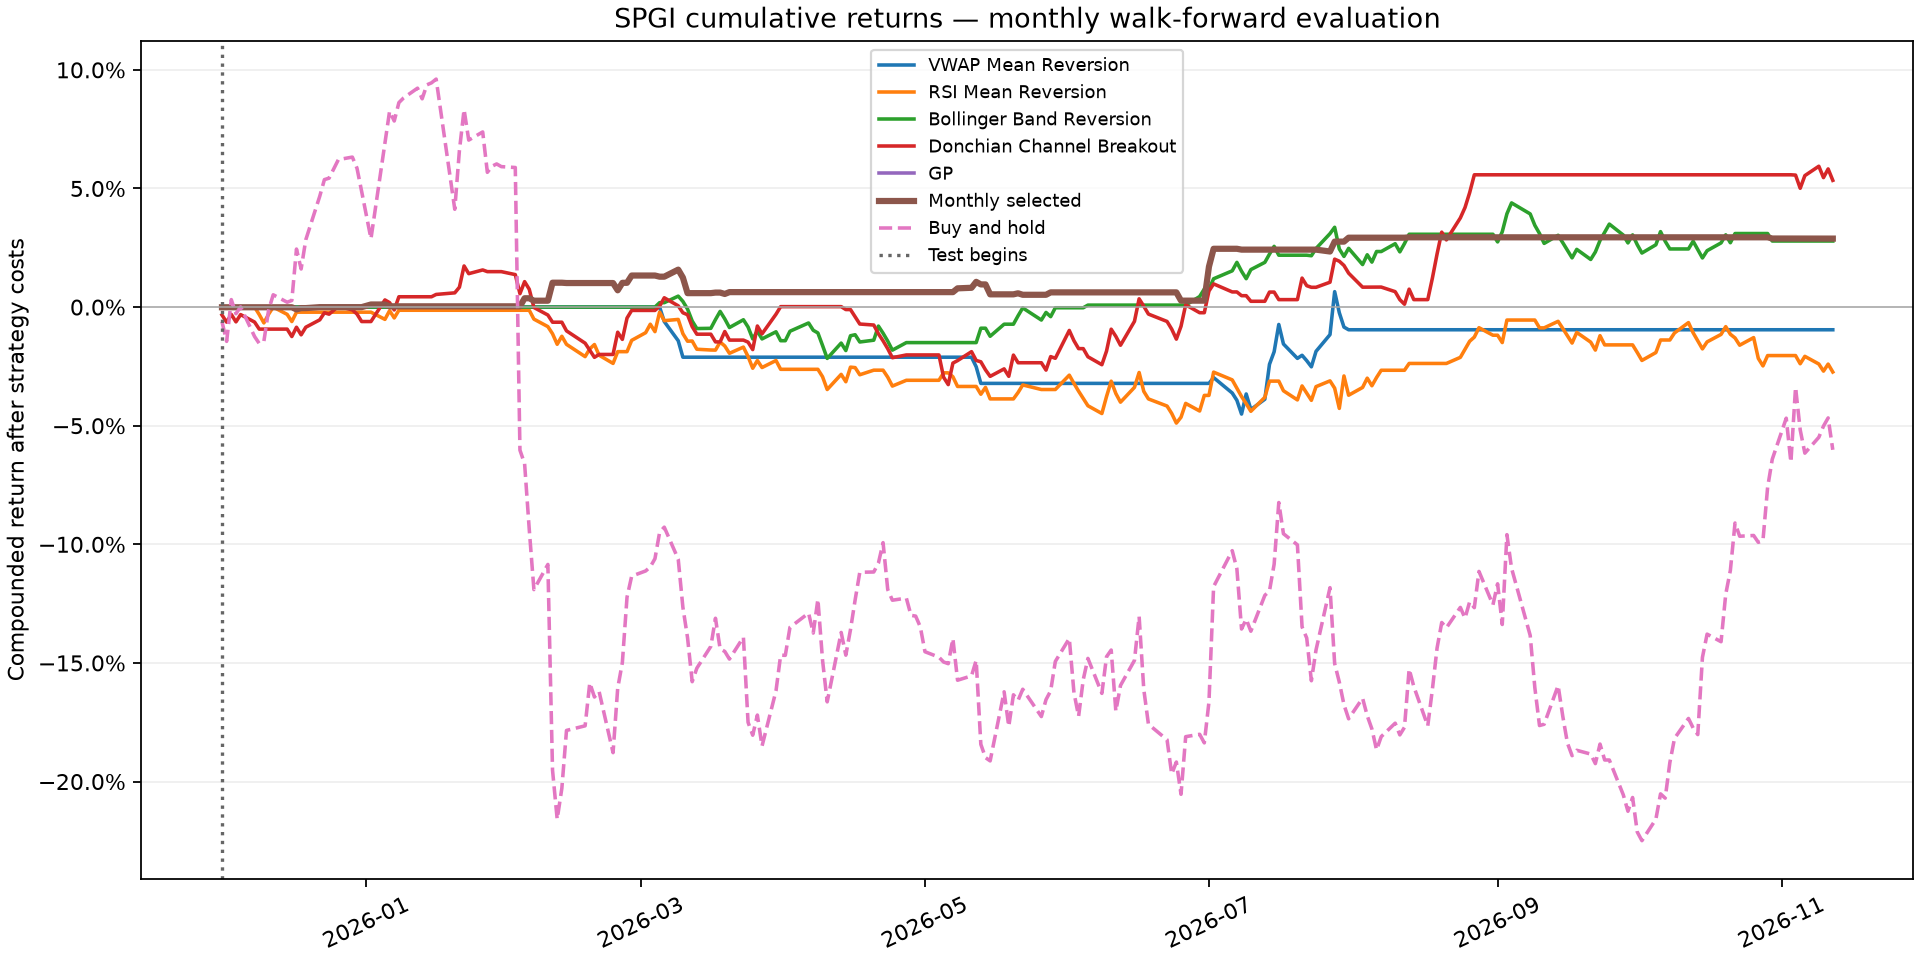 SPGI cumulative returns — monthly walk-forward evaluation
Compounded return after strategy costs
10.0%
5.0%
0.0%
−5.0%
−10.0%
−15.0%
−20.0%
VWAP Mean Reversion
RSI Mean Reversion
Bollinger Band Reversion
Donchian Channel Breakout
GP
Monthly selected
Buy and hold
Test begins
2026-01
2026-03
2026-05
2026-07
2026-09
2026-11